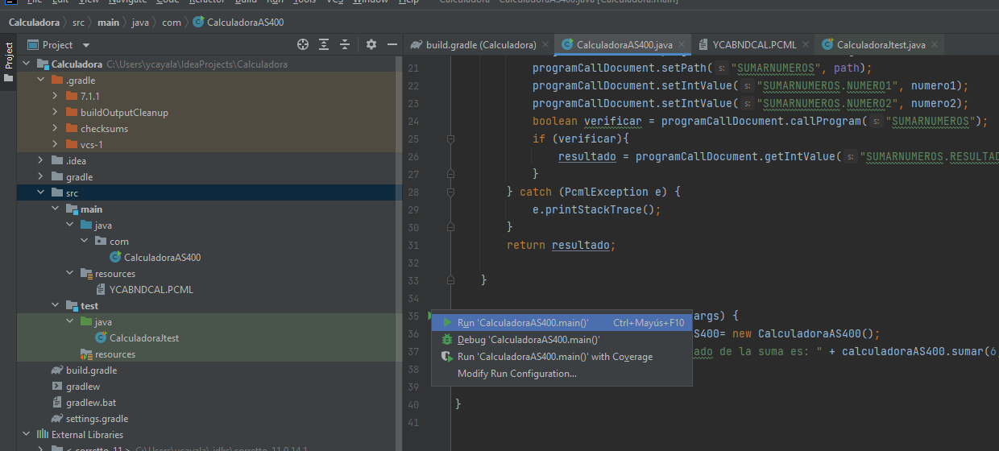 File Edit View Navigate Code Refactor Build Run Tools VCS Window Help Calculadora - CalculadoraAS400.java [Calculadora.main]
Calculadora src main java com CalculadoraAS400
Project
Project
Calculadora C:\Users\ycayala\IdeaProjects\Calculadora
.gradle
7.1.1
buildOutputCleanup
checksums
vcs-1
.idea
gradle
src
main
java
com
CalculadoraAS400
resources
YCABNDCAL.PCML
test
java
CalculadoraJtest
resources
build.gradle
gradlew
gradlew.bat
settings.gradle
External Libraries
< corretto-11 > C:\Users\ycayala\.jdks\corretto-11.0.14.1
build.gradle (Calculadora) CalculadoraAS400.java YCABNDCAL.PCML CalculadoraJtest.java
21 programCallDocument.setPath( s: "SUMARNUMEROS", path);
22 programCallDocument.setIntValue( s: "SUMARNUMEROS.NUMERO1", numero1);
23 programCallDocument.setIntValue( s: "SUMARNUMEROS.NUMERO2", numero2);
24 boolean verificar = programCallDocument.callProgram( s: "SUMARNUMEROS");
25 if (verificar){
26 resultado = programCallDocument.getIntValue( s: "SUMARNUMEROS.RESULTAD
27 }
28 } catch (PcmlException e) {
29 e.printStackTrace();
30 }
31 return resultado;
32
33 }
34
35 args) {
36 S400= new CalculadoraAS400();
37 ado de la suma es: " + calculadoraAS400.sumar(6,
38
39
40 }
41
Run 'CalculadoraAS400.main()' Ctrl+Mayús+F10
Debug 'CalculadoraAS400.main()'
Run 'CalculadoraAS400.main()' with Coverage
Modify Run Configuration...